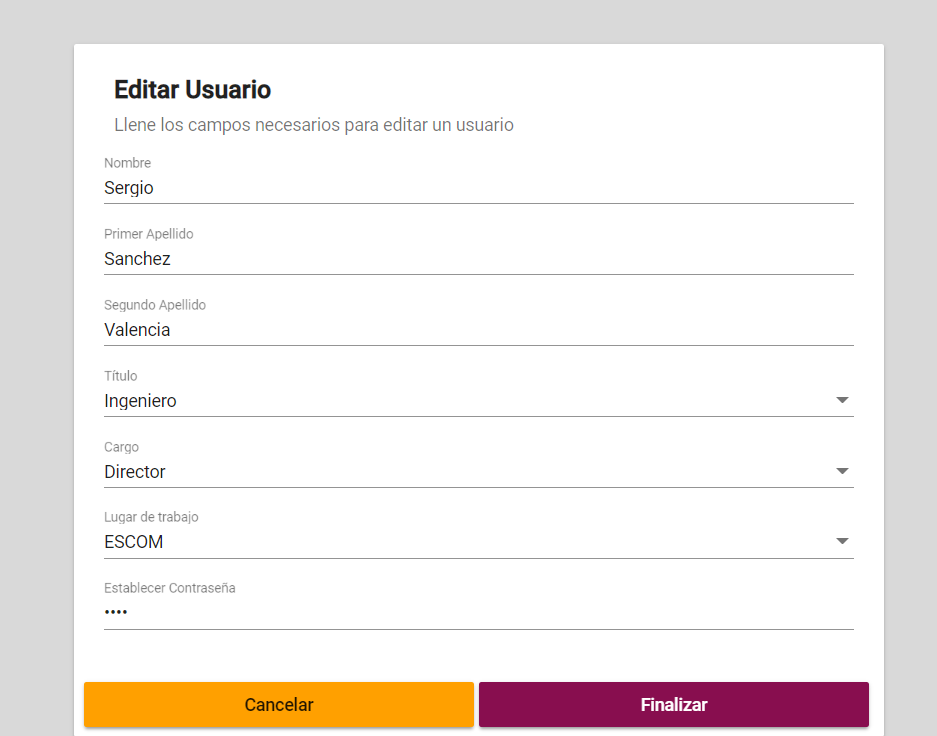 Editar Usuario
Llene los campos necesarios para editar un usuario
Nombre
Sergio
Primer Apellido
Sanchez
Segundo Apellido
Valencia
Título
Ingeniero
Cargo
Director
Lugar de trabajo
ESCOM
Establecer Contraseña
••••
Cancelar
Finalizar